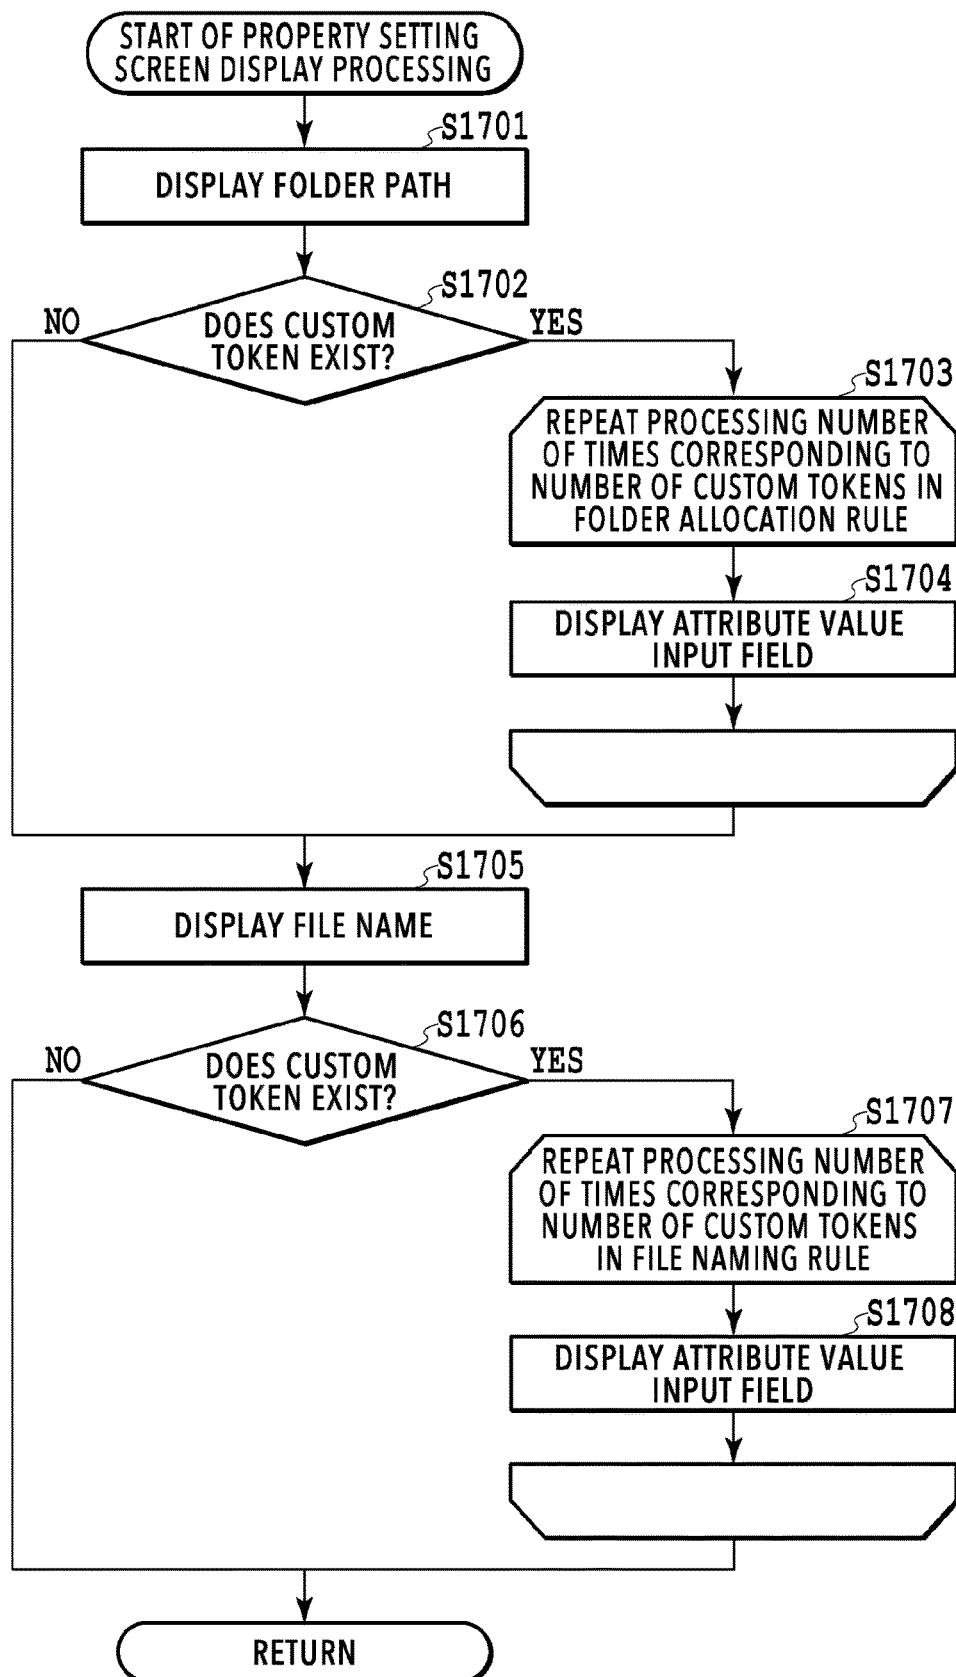 START OF PROPERTY SETTING
SCREEN DISPLAY PROCESSING
S1701
DISPLAY FOLDER PATH
S1702
NO
DOES CUSTOM
TOKEN EXIST?
YES
S1703
REPEAT PROCESSING NUMBER
OF TIMES CORRESPONDING TO
NUMBER OF CUSTOM TOKENS IN
FOLDER ALLOCATION RULE
S1704
DISPLAY ATTRIBUTE VALUE
INPUT FIELD
S1705
DISPLAY FILE NAME
S1706
NO
DOES CUSTOM
TOKEN EXIST?
YES
S1707
REPEAT PROCESSING NUMBER
OF TIMES CORRESPONDING TO
NUMBER OF CUSTOM TOKENS
IN FILE NAMING RULE
S1708
DISPLAY ATTRIBUTE VALUE
INPUT FIELD
RETURN